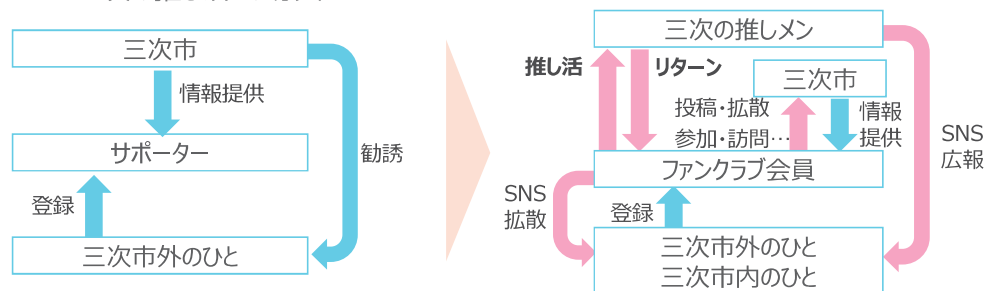 三次市
情報提供
サポーター
勧誘
登録
三次市外のひと
三次の推しメン
推し活
リターン
三次市
投稿・拡散
参加・訪問…
情報
提供
SNS
広報
ファンクラブ会員
SNS
拡散
登録
三次市外のひと
三次市内のひと